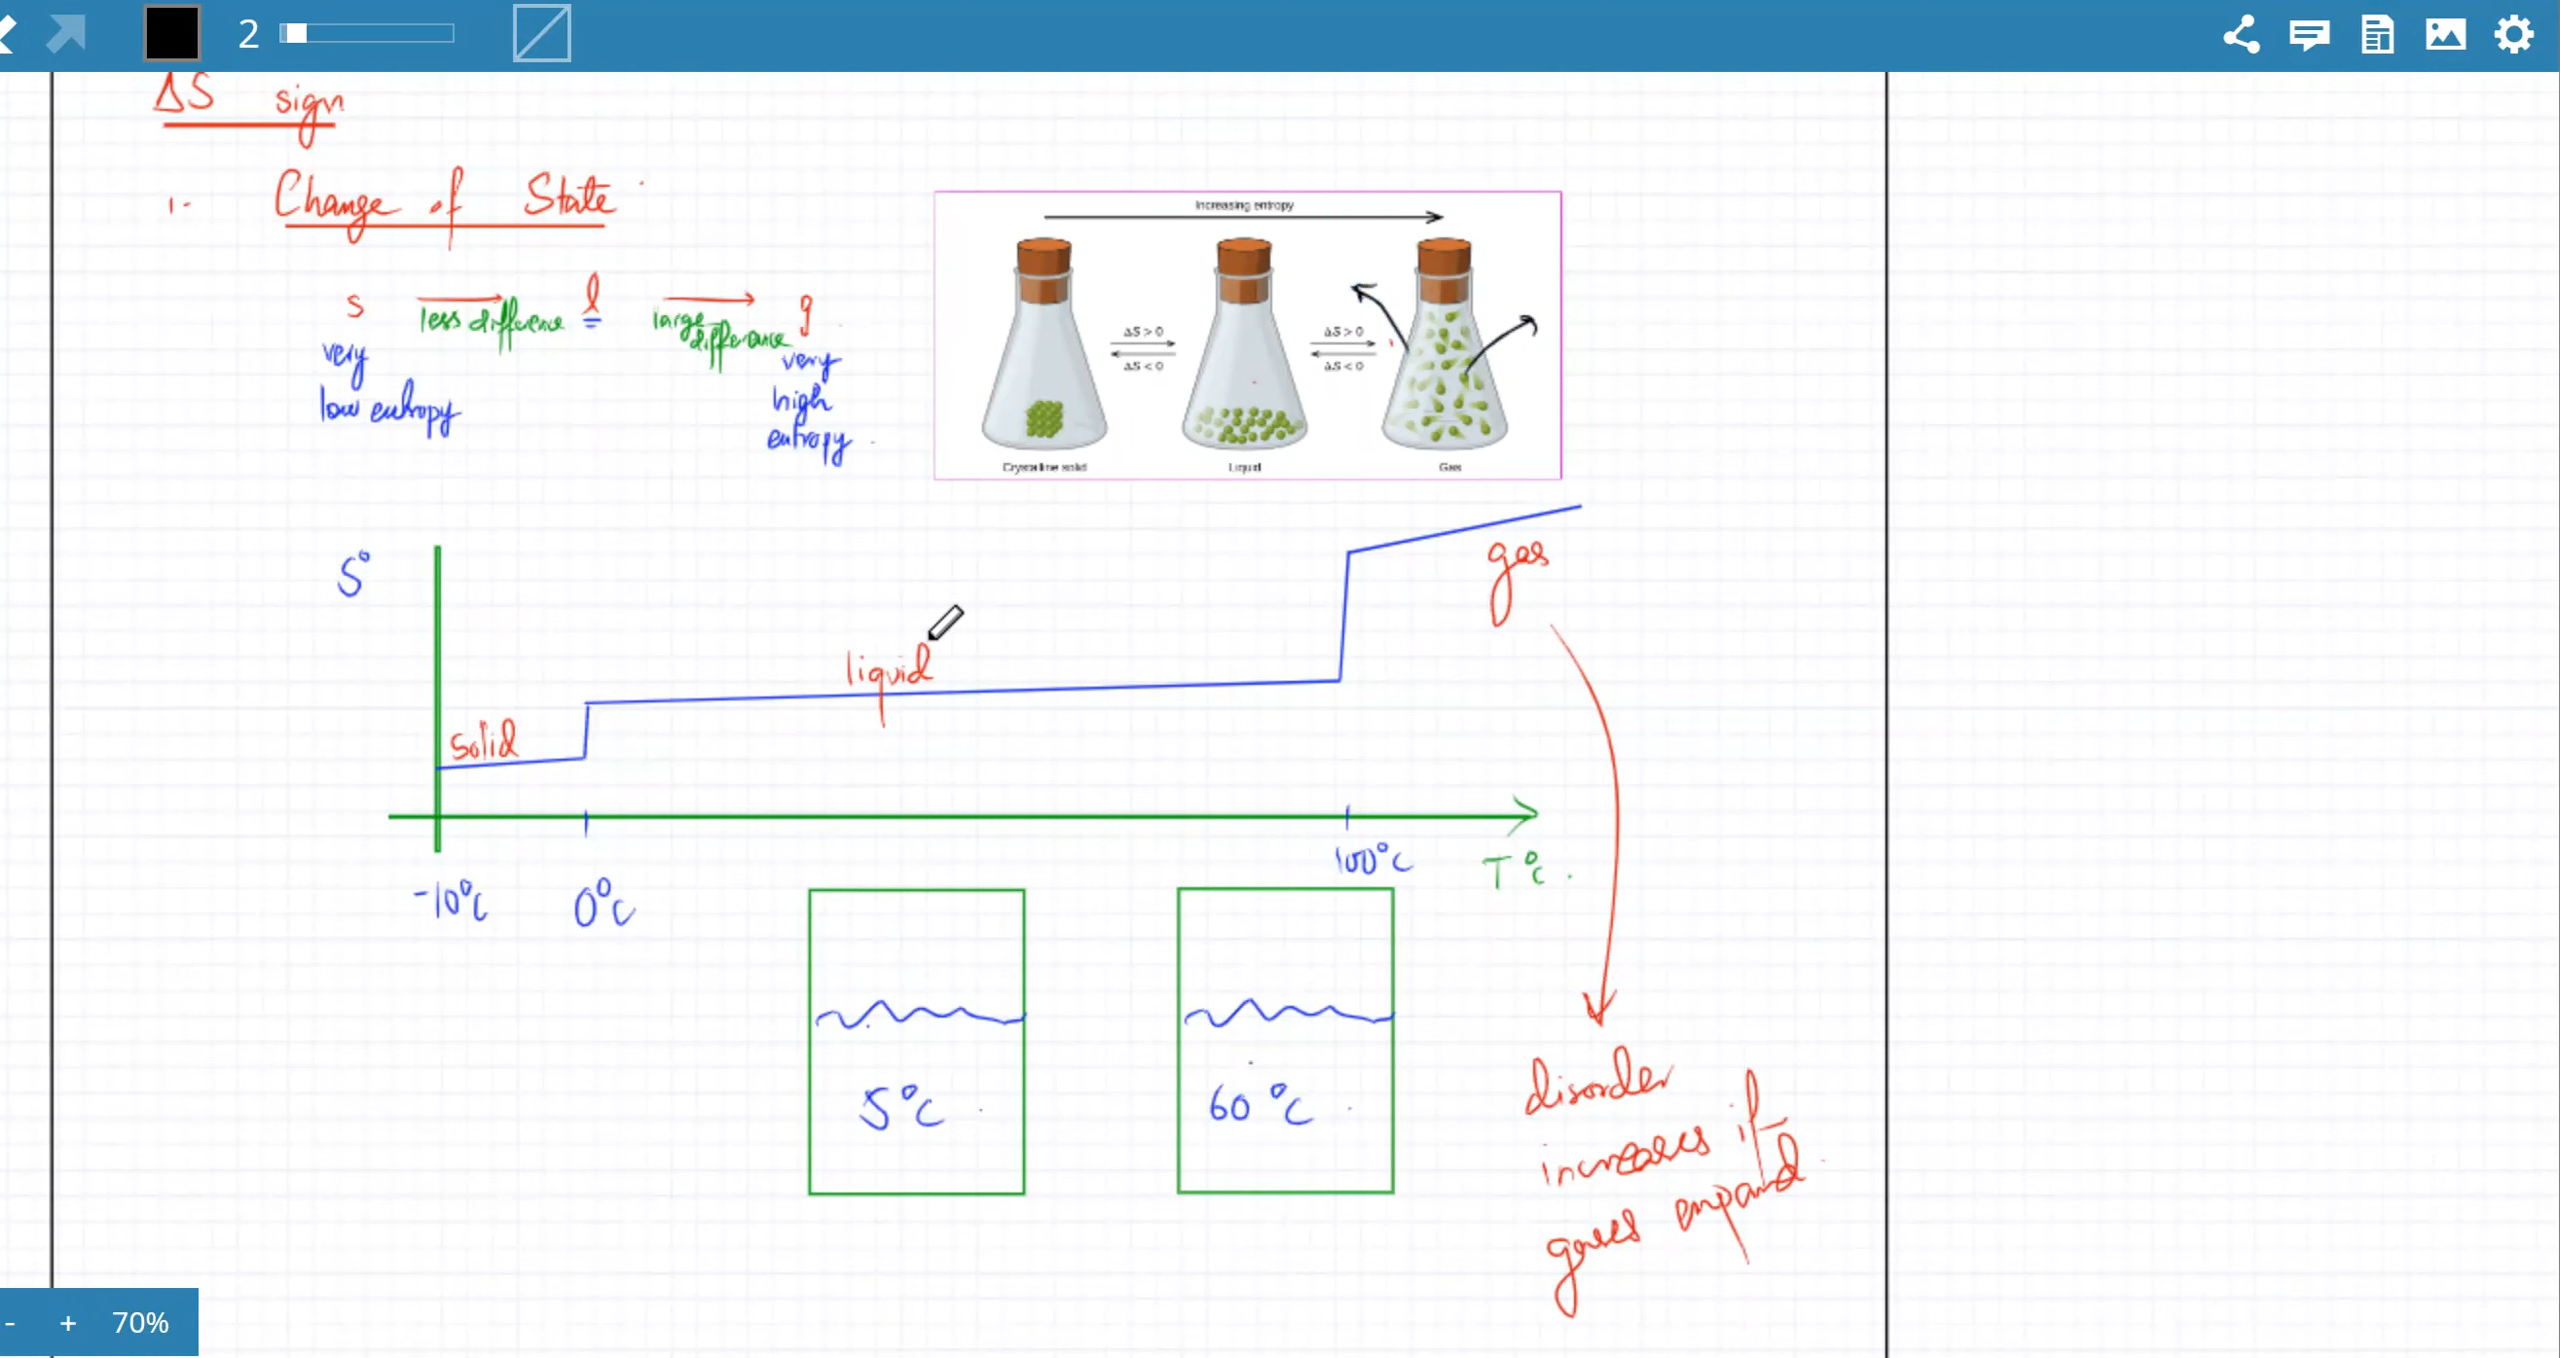 2
ΔS sign
1. Change of State
s less difference l large difference g
very
low entropy
very
high
entropy
Increasing entropy
ΔS > 0
ΔS < 0
ΔS > 0
ΔS < 0
Crystalline solid
Liquid
Gas
S°
gas
liquid
solid
-10°C
0°C
100°C
T °C
5°C
60°C
disorder
increases if
gases expand
- + 70%